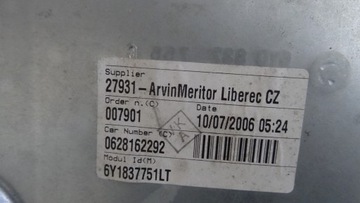 Supplier
27931-ArvinMeritor Liberec CZ
Order n.(C) Date
007901 10/07/2006 05:24
Car Number (C)
0628162292
Modul Id(M)
6Y1837751LT